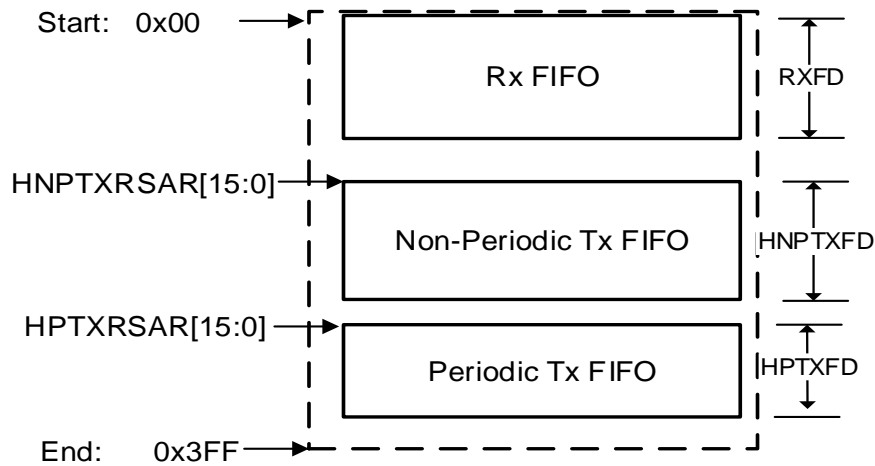 Start: 0x00
Rx FIFO
RXFD
HNPTXRSAR[15:0]
Non-Periodic Tx FIFO
HNPTXFD
HPTXRSAR[15:0]
Periodic Tx FIFO
HPTXFD
End: 0x3FF